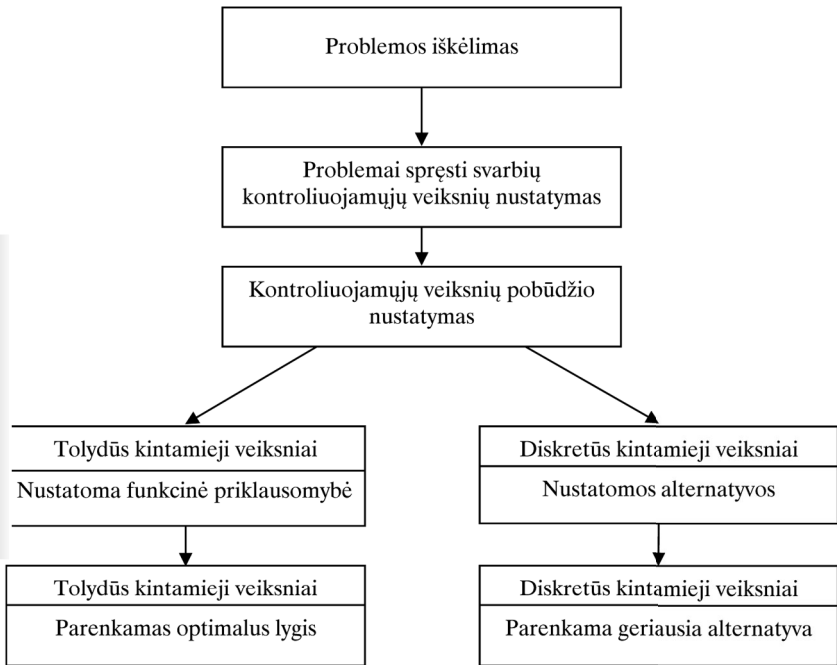 Problemos iškėlimas
Problemai spręsti svarbių
kontroliuojamųjų veiksnių nustatymas
Kontroliuojamųjų veiksnių pobūdžio
nustatymas
Tolydūs kintamieji veiksniai
Nustatoma funkcinė priklausomybė
Diskretūs kintamieji veiksniai
Nustatomos alternatyvos
Tolydūs kintamieji veiksniai
Parenkamas optimalus lygis
Diskretūs kintamieji veiksniai
Parenkama geriausia alternatyva